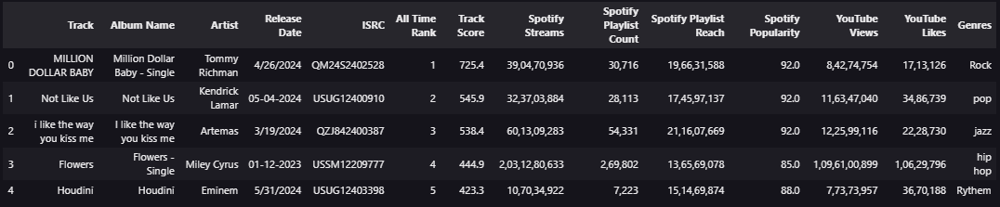 Track Album Name Artist Release Date ISRC All Time Rank Track Score Spotify Streams Spotify Playlist Count Spotify Playlist Reach Spotify Popularity YouTube Views YouTube Likes Genres
0 MILLION DOLLAR BABY Million Dollar Baby - Single Tommy Richman 4/26/2024 QM24S2402528 1 725.4 39,04,70,936 30,716 19,66,31,588 92.0 8,42,74,754 17,13,126 Rock
1 Not Like Us Not Like Us Kendrick Lamar 05-04-2024 USUG12400910 2 545.9 32,37,03,884 28,113 17,45,97,137 92.0 11,63,47,040 34,86,739 pop
2 i like the way you kiss me I like the way you kiss me Artemas 3/19/2024 QZJ842400387 3 538.4 60,13,09,283 54,331 21,16,07,669 92.0 12,25,99,116 22,28,730 jazz
3 Flowers Flowers - Single Miley Cyrus 01-12-2023 USSM12209777 4 444.9 2,03,12,80,633 2,69,802 13,65,69,078 85.0 1,09,61,00,899 1,06,29,796 hip hop
4 Houdini Houdini Eminem 5/31/2024 USUG12403398 5 423.3 10,70,34,922 7,223 15,14,69,874 88.0 7,73,73,957 36,70,188 Rythem